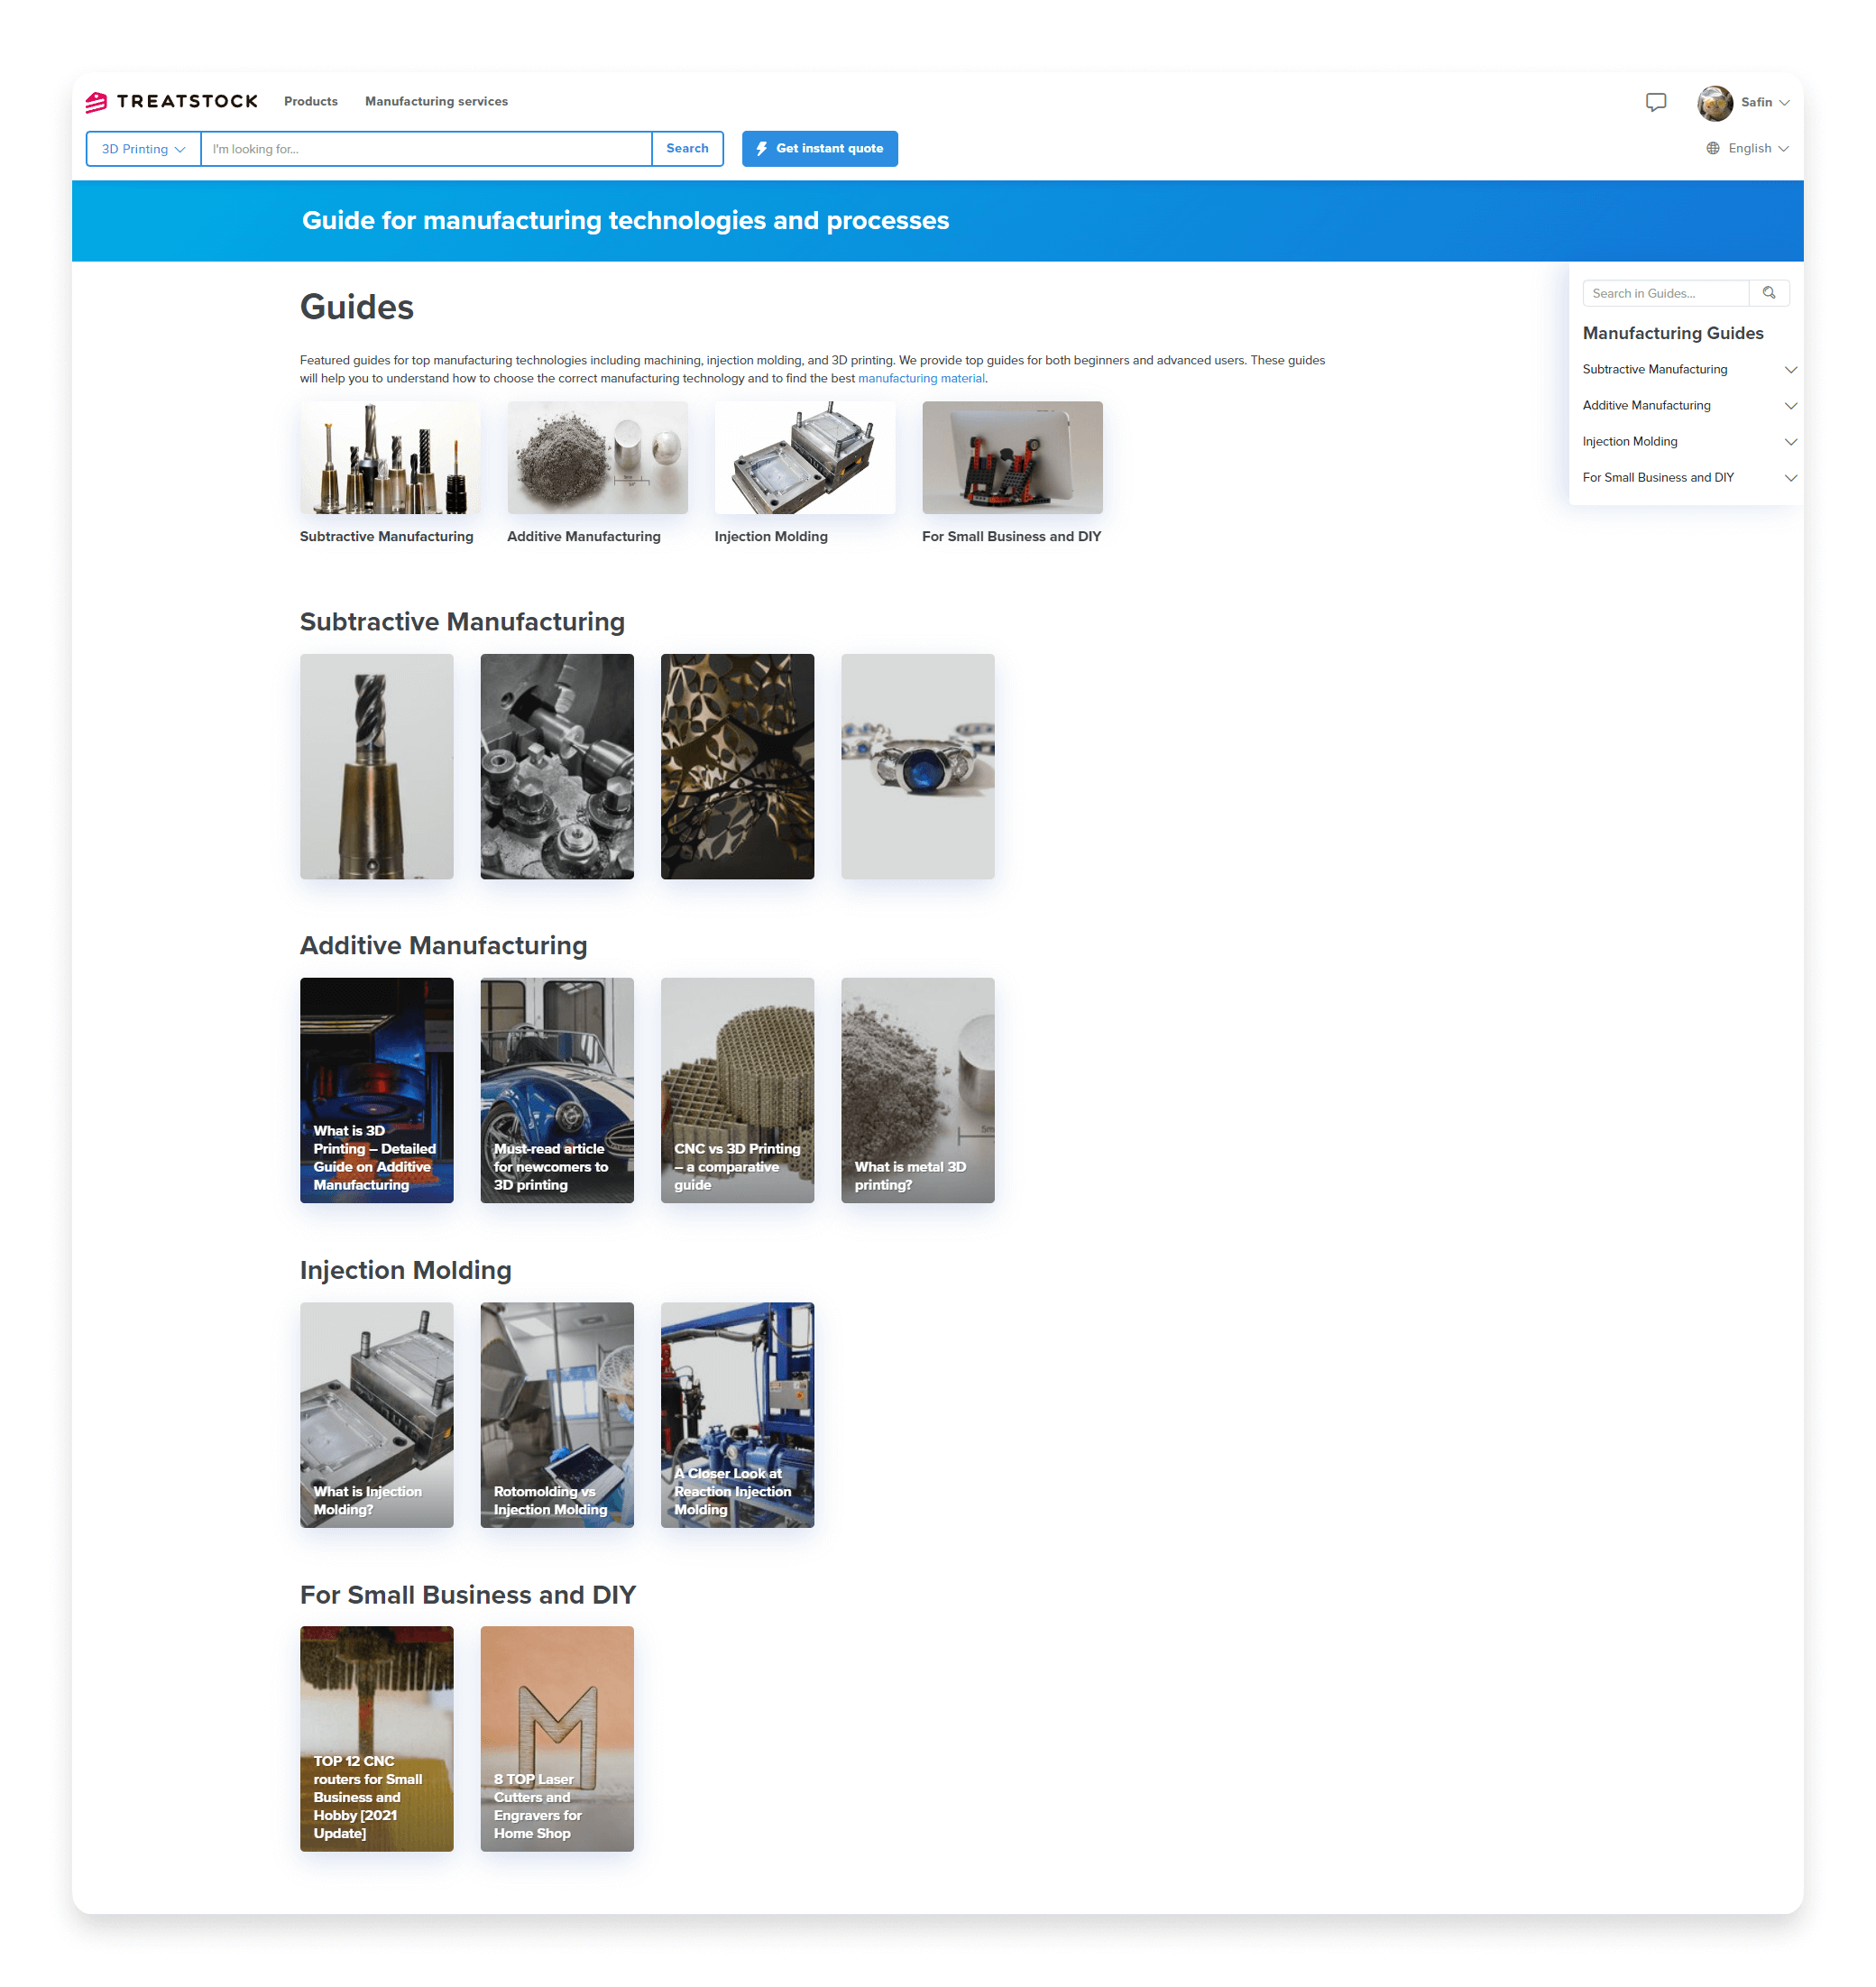 TREATSTOCK
Products
Manufacturing services
Safin
3D Printing
I'm looking for...
Search
Get instant quote
English
Guide for manufacturing technologies and processes
Guides
Featured guides for top manufacturing technologies including machining, injection molding, and 3D printing. We provide top guides for both beginners and advanced users. These guides
will help you to understand how to choose the correct manufacturing technology and to find the best manufacturing material.
Search in Guides...
Manufacturing Guides
Subtractive Manufacturing
Additive Manufacturing
Injection Molding
For Small Business and DIY
Subtractive Manufacturing
Additive Manufacturing
Injection Molding
For Small Business and DIY
Subtractive Manufacturing
Additive Manufacturing
What is 3D
Printing – Detailed
Guide on Additive
Manufacturing
Must-read article
for newcomers to
3D printing
CNC vs 3D Printing
– a comparative
guide
What is metal 3D
printing?
Injection Molding
What is Injection
Molding?
Rotomolding vs
Injection Molding
A Closer Look at
Reaction Injection
Molding
For Small Business and DIY
TOP 12 CNC
routers for Small
Business and
Hobby [2021
Update]
8 TOP Laser
Cutters and
Engravers for
Home Shop